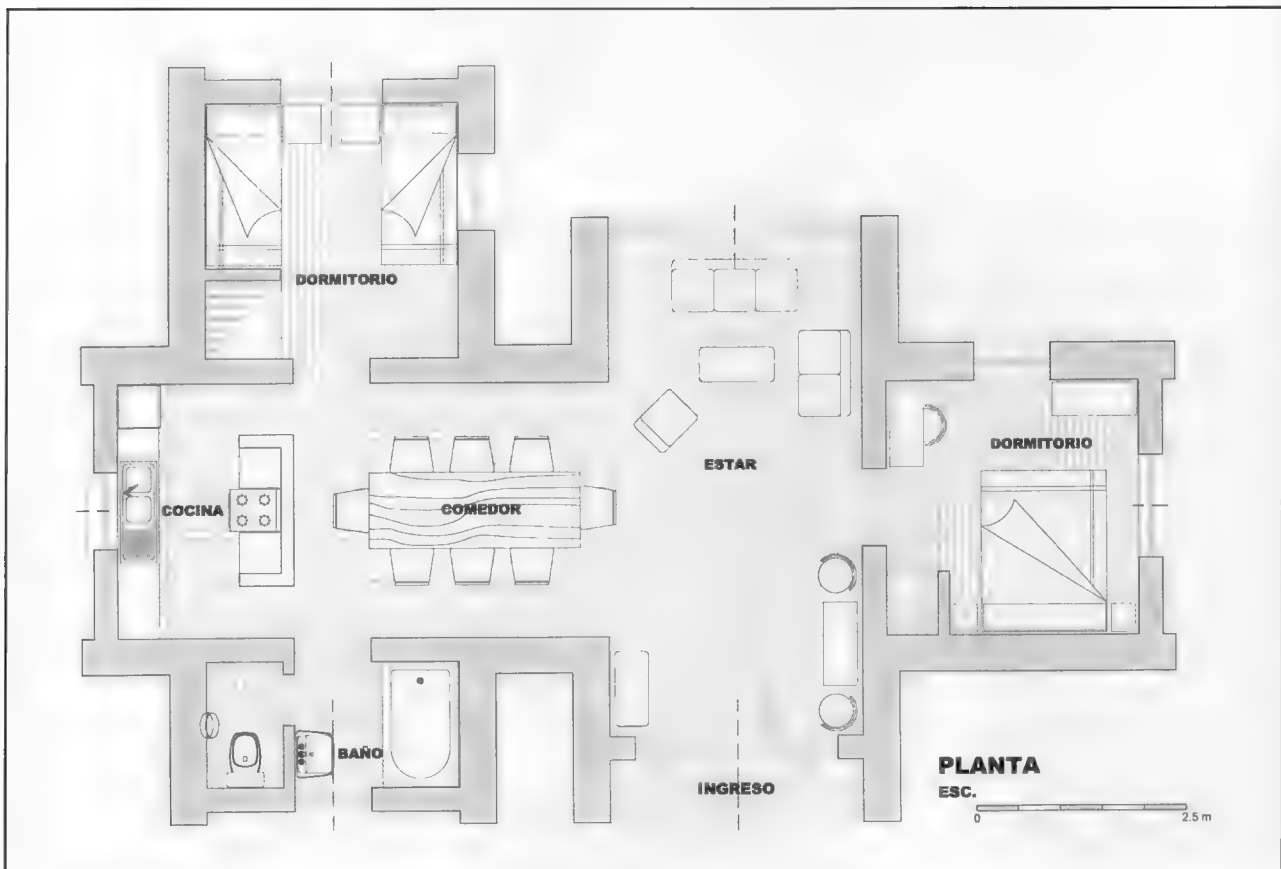 DORMITORIO
DORMITORIO
ESTAR
COCINA
COMEDOR
BAÑO
INGRESO
PLANTA
ESC.
0
2.5 m